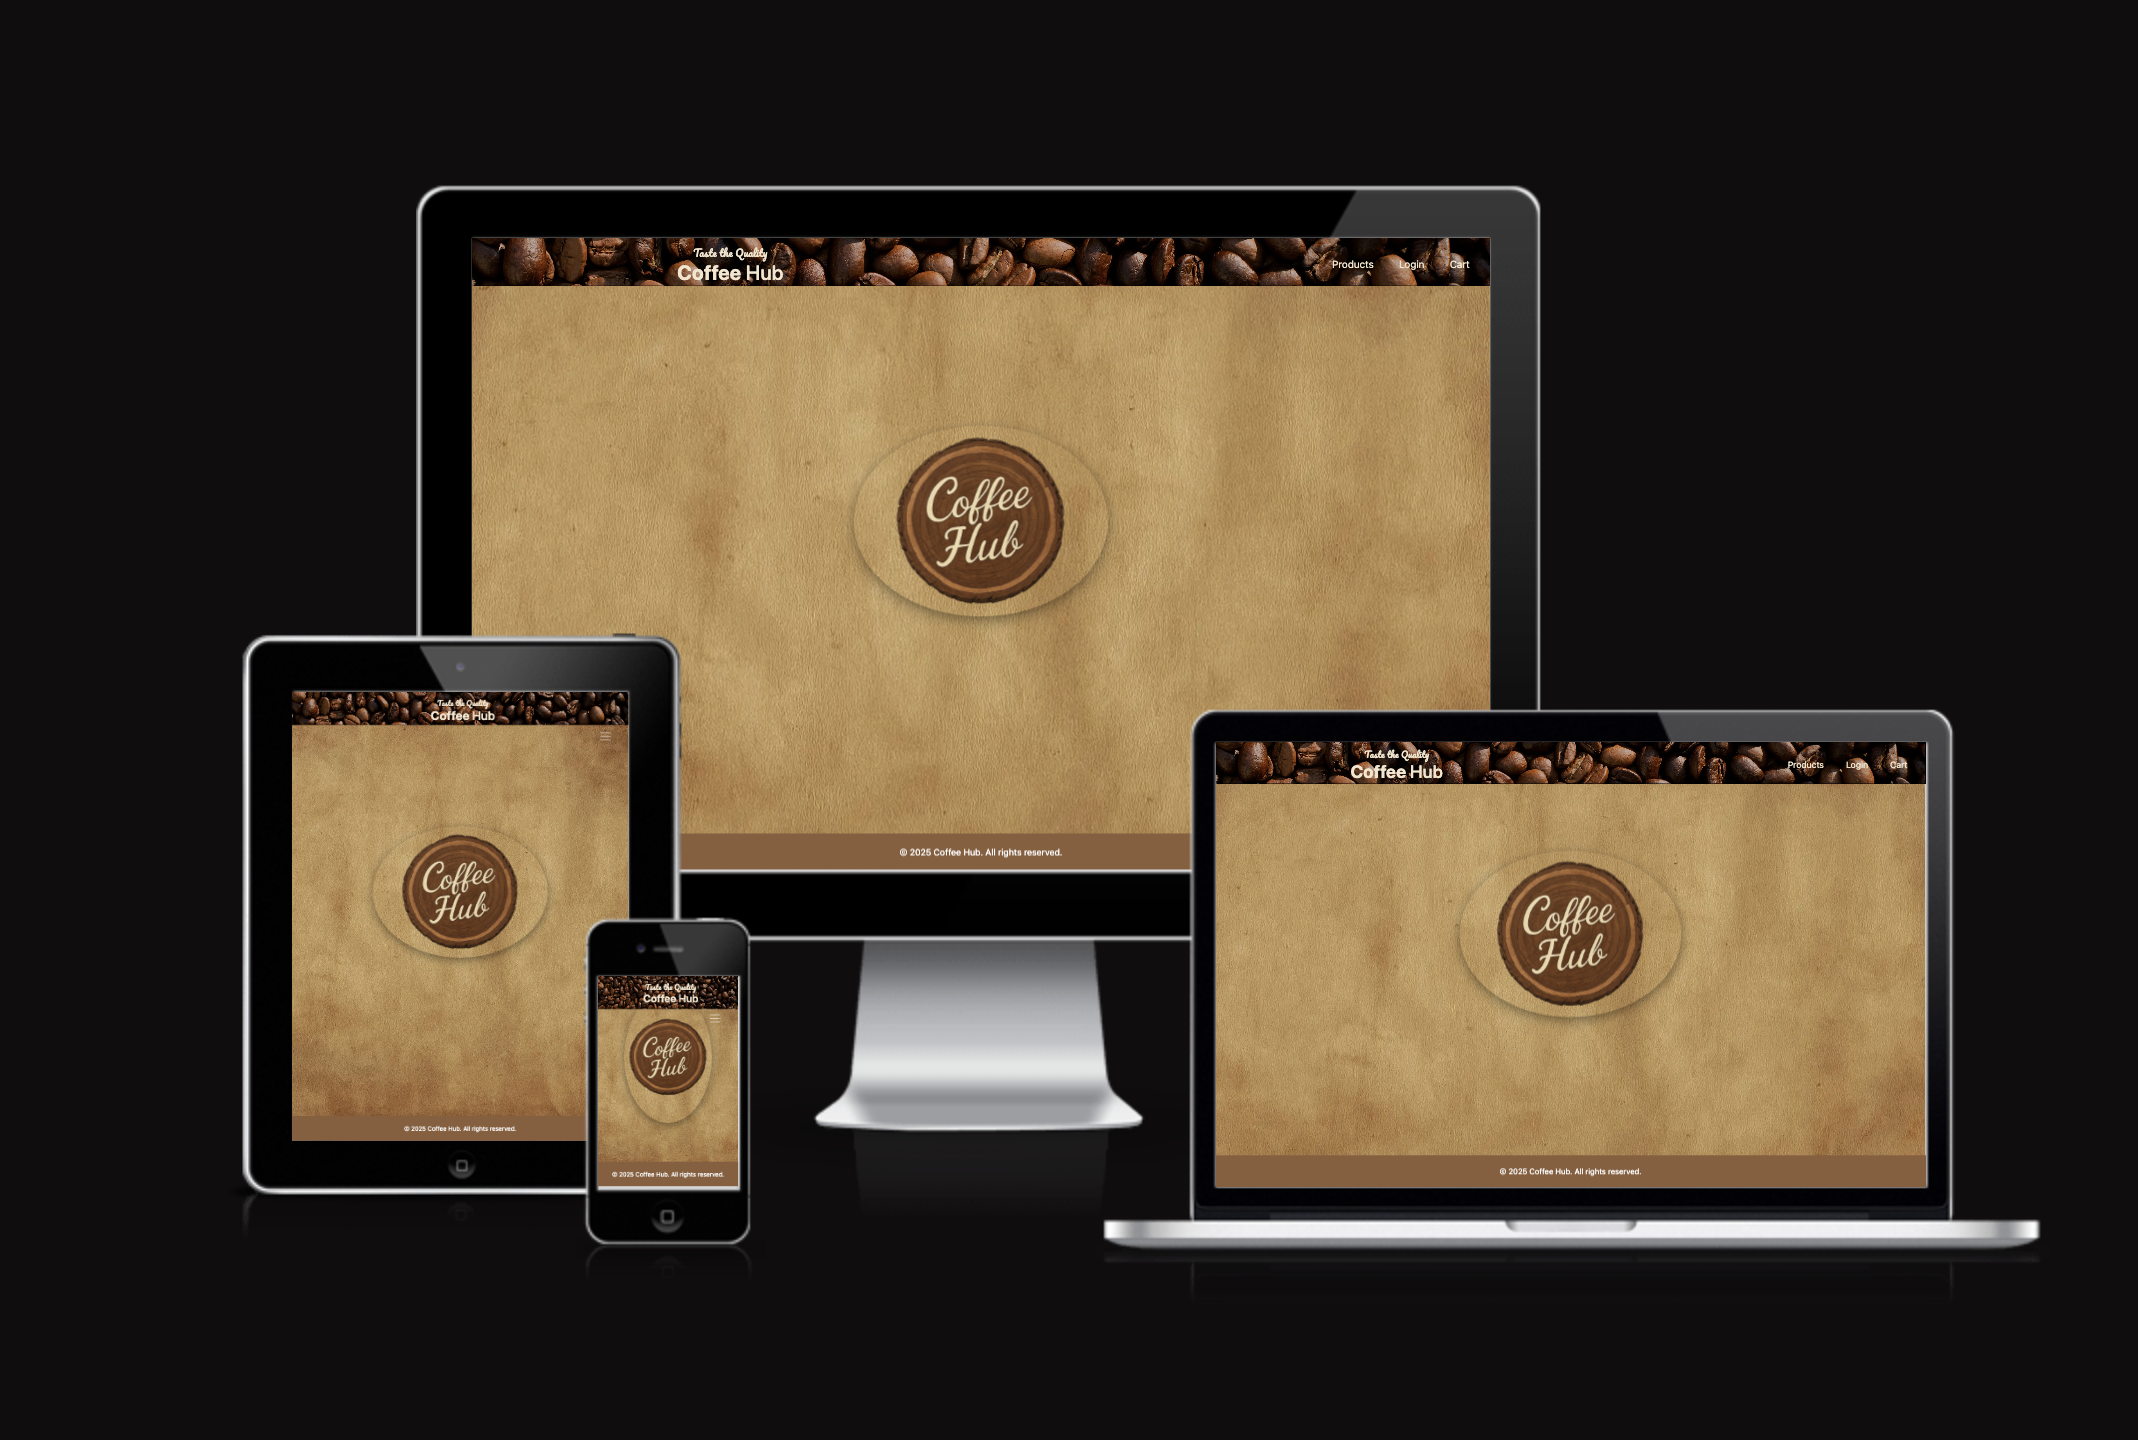 Taste the Quality
Coffee Hub
Products Login Cart
Coffee
Hub
© 2025 Coffee Hub. All rights reserved.
Taste the Quality
Coffee Hub
Coffee
Hub
© 2025 Coffee Hub. All rights reserved.
Taste the Quality
Coffee Hub
Coffee
Hub
© 2025 Coffee Hub. All rights reserved.
Taste the Quality
Coffee Hub
Products Login Cart
Coffee
Hub
© 2025 Coffee Hub. All rights reserved.